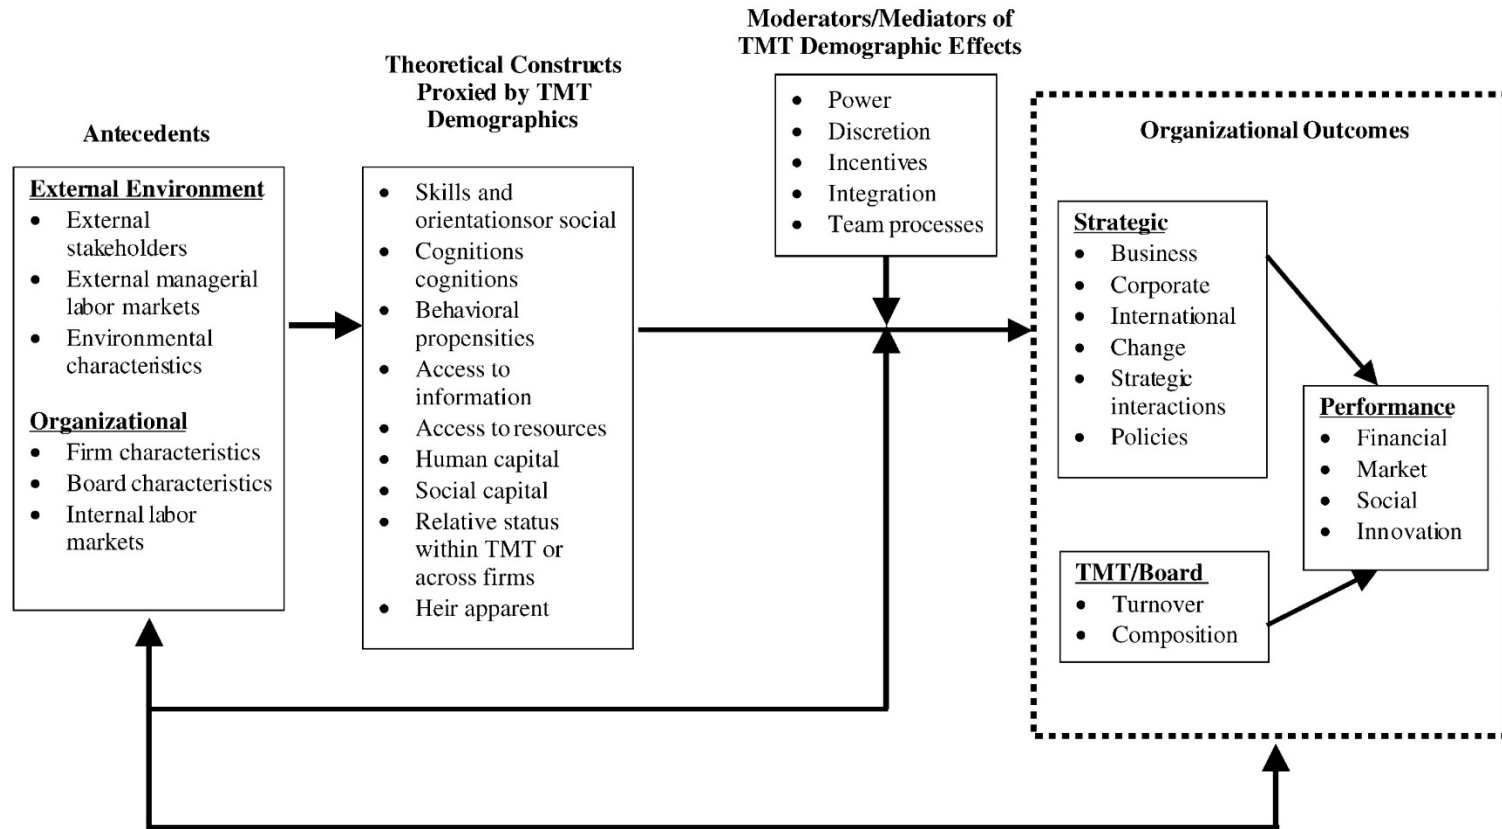 Antecedents
External Environment
• External
stakeholders
• External managerial
labor markets
• Environmental
characteristics
Organizational
• Firm characteristics
• Board characteristics
• Internal labor
markets
Theoretical Constructs
Proxied by TMT
Demographics
• Skills and
orientationsor social
• Cognitions
cognitions
• Behavioral
propensities
• Access to
information
• Access to resources
• Human capital
• Social capital
• Relative status
within TMT or
across firms
• Heir apparent
Moderators/Mediators of
TMT Demographic Effects
• Power
• Discretion
• Incentives
• Integration
• Team processes
Organizational Outcomes
Strategic
• Business
• Corporate
• International
• Change
• Strategic
interactions
• Policies
TMT/Board
• Turnover
• Composition
Performance
• Financial
• Market
• Social
• Innovation